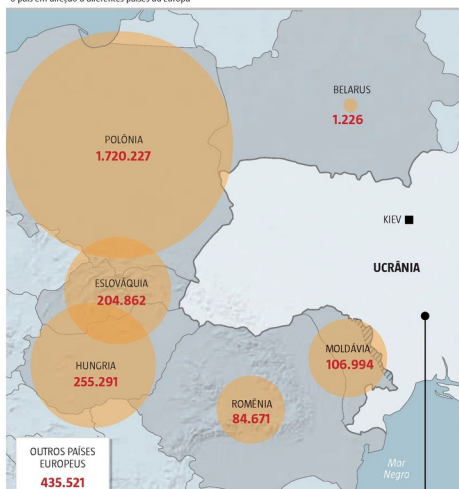 o país em direção a diferentes países da Europa
BELARUS
1.226
POLÔNIA
1.720.227
KIEV
UCRÂNIA
ESLOVÁQUIA
204.862
MOLDÁVIA
106.994
HUNGRIA
255.291
ROMÊNIA
84.671
OUTROS PAÍSES
EUROPEUS
435.521
Mar
Negro